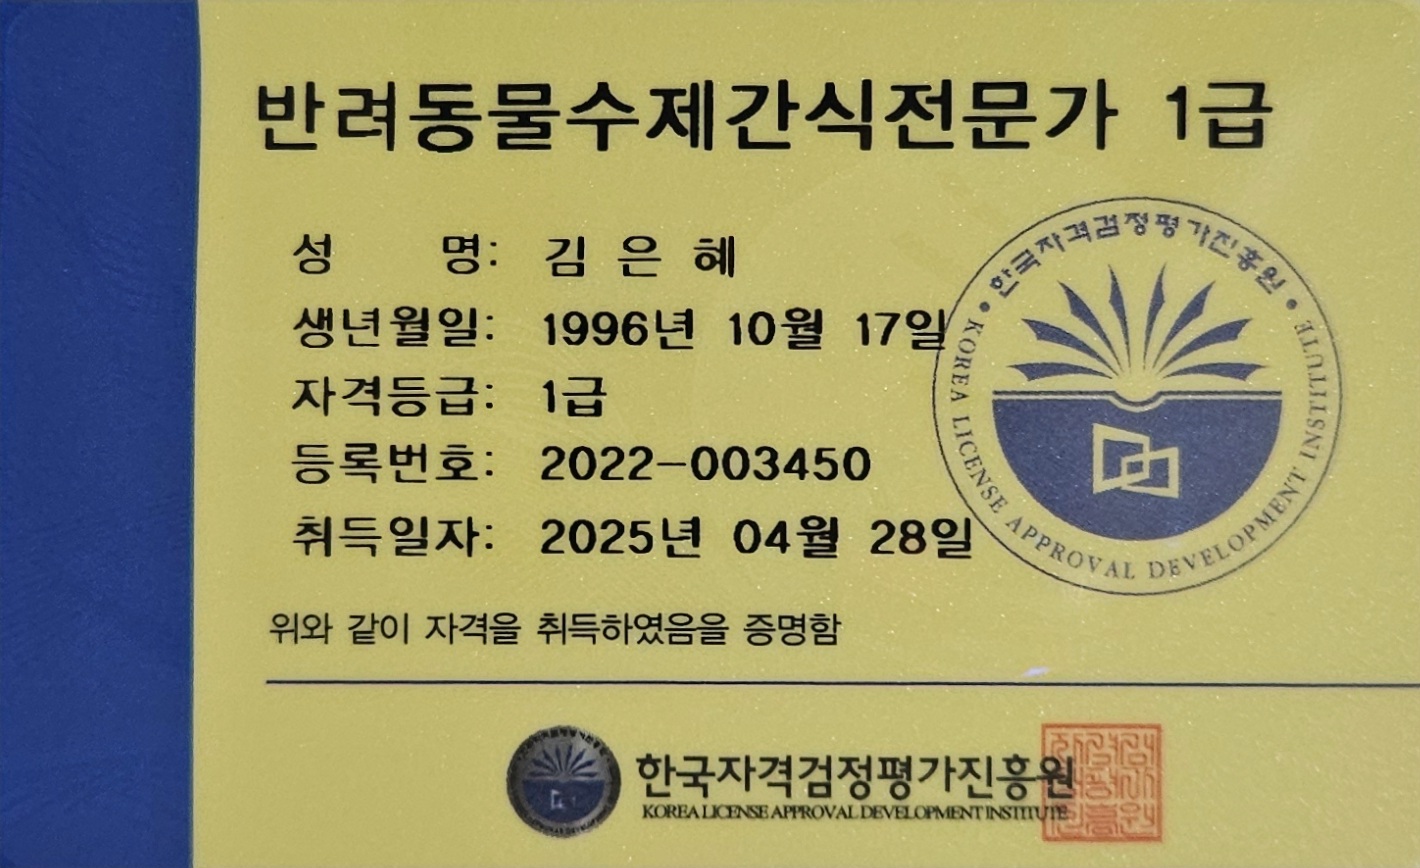 반려동물수제간식전문가 1급
성 명: 김 은 혜
생년월일: 1996년 10월 17일
자격등급: 1급
등록번호: 2022-003450
취득일자: 2025년 04월 28일
• 한국자격검정평가진흥원 •
KOREA LICENSE APPROVAL DEVELOPMENT INSTITUTE
위와 같이 자격을 취득하였음을 증명함
한국자격검정평가진흥원
KOREA LICENSE APPROVAL DEVELOPMENT INSTITUTE